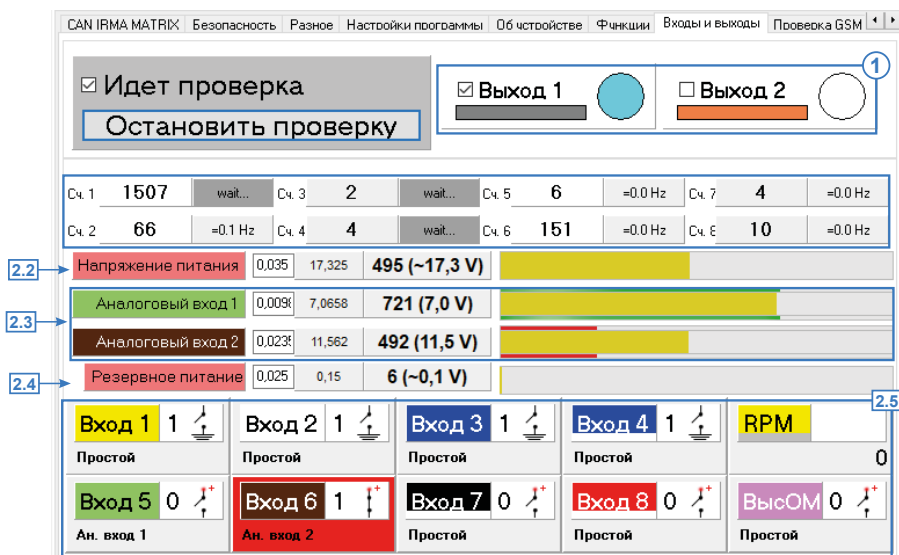 CAN IRMA MATRIX Безопасность Разное Настройки программы Об устройстве Функции Входы и выходы Проверка GSM
1
Идет проверка
Остановить проверку
Выход 1
Выход 2
Сч. 1 1507 wait... Сч. 3 2 wait... Сч. 5 6 =0.0 Hz Сч. 7 4 =0.0 Hz
Сч. 2 66 =0.1 Hz Сч. 4 4 wait... Сч. 6 151 =0.0 Hz Сч. 8 10 =0.0 Hz
2.2 Напряжение питания 0,035 17,325 495 (~17,3 V)
2.3
Аналоговый вход 1 0,009 7,0658 721 (7,0 V)
Аналоговый вход 2 0,023 11,562 492 (11,5 V)
2.4 Резервное питание 0,025 0,15 6 (~0,1 V)
2.5
Вход 1 1 Вход 2 1 Вход 3 1 Вход 4 1 RPM
Простой Простой Простой Простой 0
Вход 5 0 Вход 6 1 Вход 7 0 Вход 8 0 ВысОМ 0
Ан. вход 1 Ан. вход 2 Простой Простой Простой